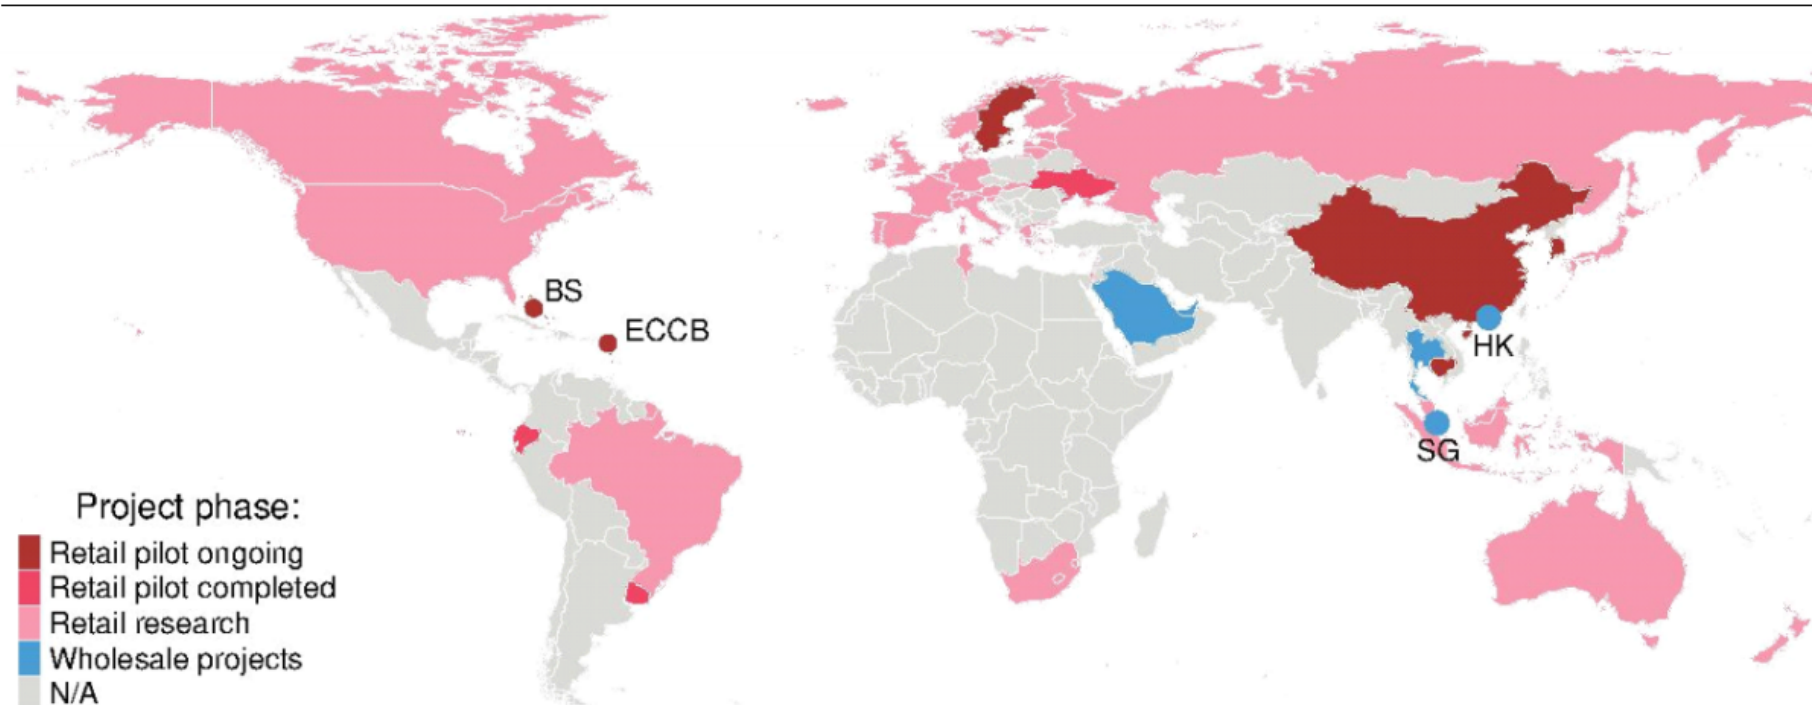 BS
ECCB
HK
SG
Project phase:
Retail pilot ongoing
Retail pilot completed
Retail research
Wholesale projects
N/A